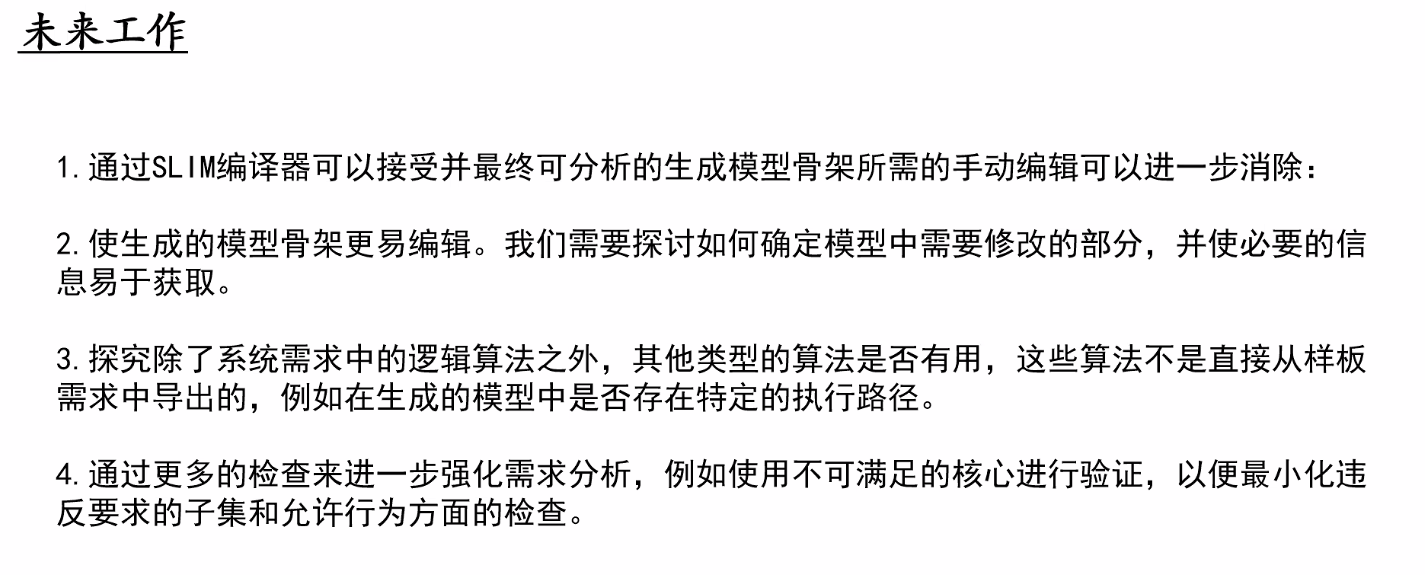 未来工作
1.通过SLIM编译器可以接受并最终可分析的生成模型骨架所需的手动编辑可以进一步消除：
2.使生成的模型骨架更易编辑。我们需要探讨如何确定模型中需要修改的部分，并使必要的信
息易于获取。
3.探究除了系统需求中的逻辑算法之外，其他类型的算法是否有用，这些算法不是直接从样板
需求中导出的，例如在生成的模型中是否存在特定的执行路径。
4.通过更多的检查来进一步强化需求分析，例如使用不可满足的核心进行验证，以便最小化违
反要求的子集和允许行为方面的检查。